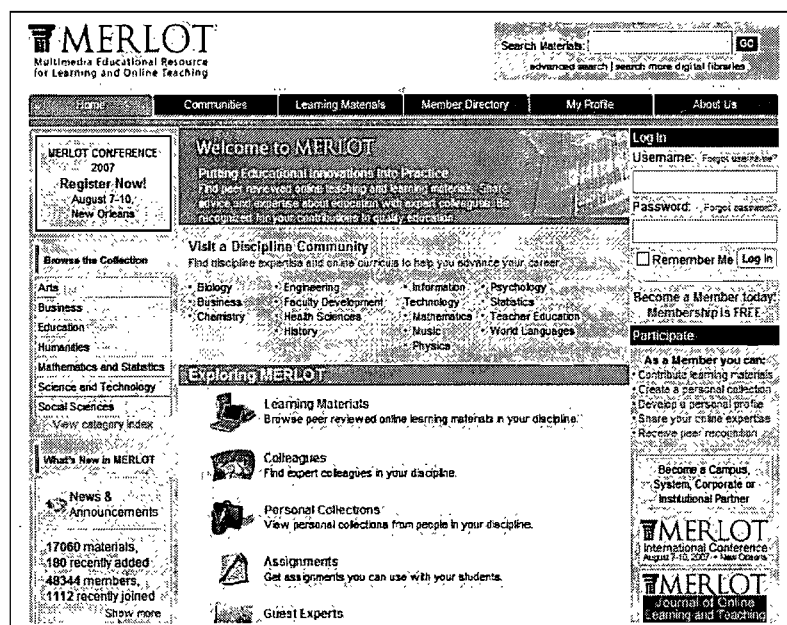 MERLOT
Multimedia Educational Resource
for Learning and Online Teaching
Search Materials:
GO
advanced search | search more digital libraries
Home
Communities
Learning Materials
Member Directory
My Profile
About Us
MERLOT CONFERENCE
2007
Register Now!
August 7-10,
New Orleans
Browse the Collection
Arts
Business
Education
Humanities
Mathematics and Statistics
Science and Technology
Social Sciences
View category index
What's New in MERLOT
News &
Announcements
17060 materials,
180 recently added
48344 members,
1112 recently joined
Show more
Welcome to MERLOT
Putting Educational Innovations Into Practice
Find peer reviewed online teaching and learning materials. Share
advice and expertise about education with expert colleagues. Be
recognized for your contributions to quality education.
Visit a Discipline Community
Find discipline expertise and online curricula to help you advance your career.
· Biology
· Business
· Chemistry
· Engineering
· Faculty Development
· Health Sciences
· History
· Information
Technology
· Mathematics
· Music
· Physics
· Psychology
· Statistics
· Teacher Education
· World Languages
Exploring MERLOT
Learning Materials
Browse peer reviewed online learning materials in your discipline.
Colleagues
Find expert colleagues in your discipline.
Personal Collections
View personal collections from people in your discipline.
Assignments
Get assignments you can use with your students.
Guest Experts
Log In
Username: Forgot username?
Password: Forgot password?
Remember Me Log In
Become a Member today!
Membership is FREE
Participate
As a Member you can:
· Contribute learning materials
· Create a personal collection
· Develop a personal profile
· Share your online expertise
· Receive peer recognition
Become a Campus,
System, Corporate or
Institutional Partner
MERLOT
International Conference
August 7-10, 2007 • New Orleans
MERLOT
Journal of Online
Learning and Teaching